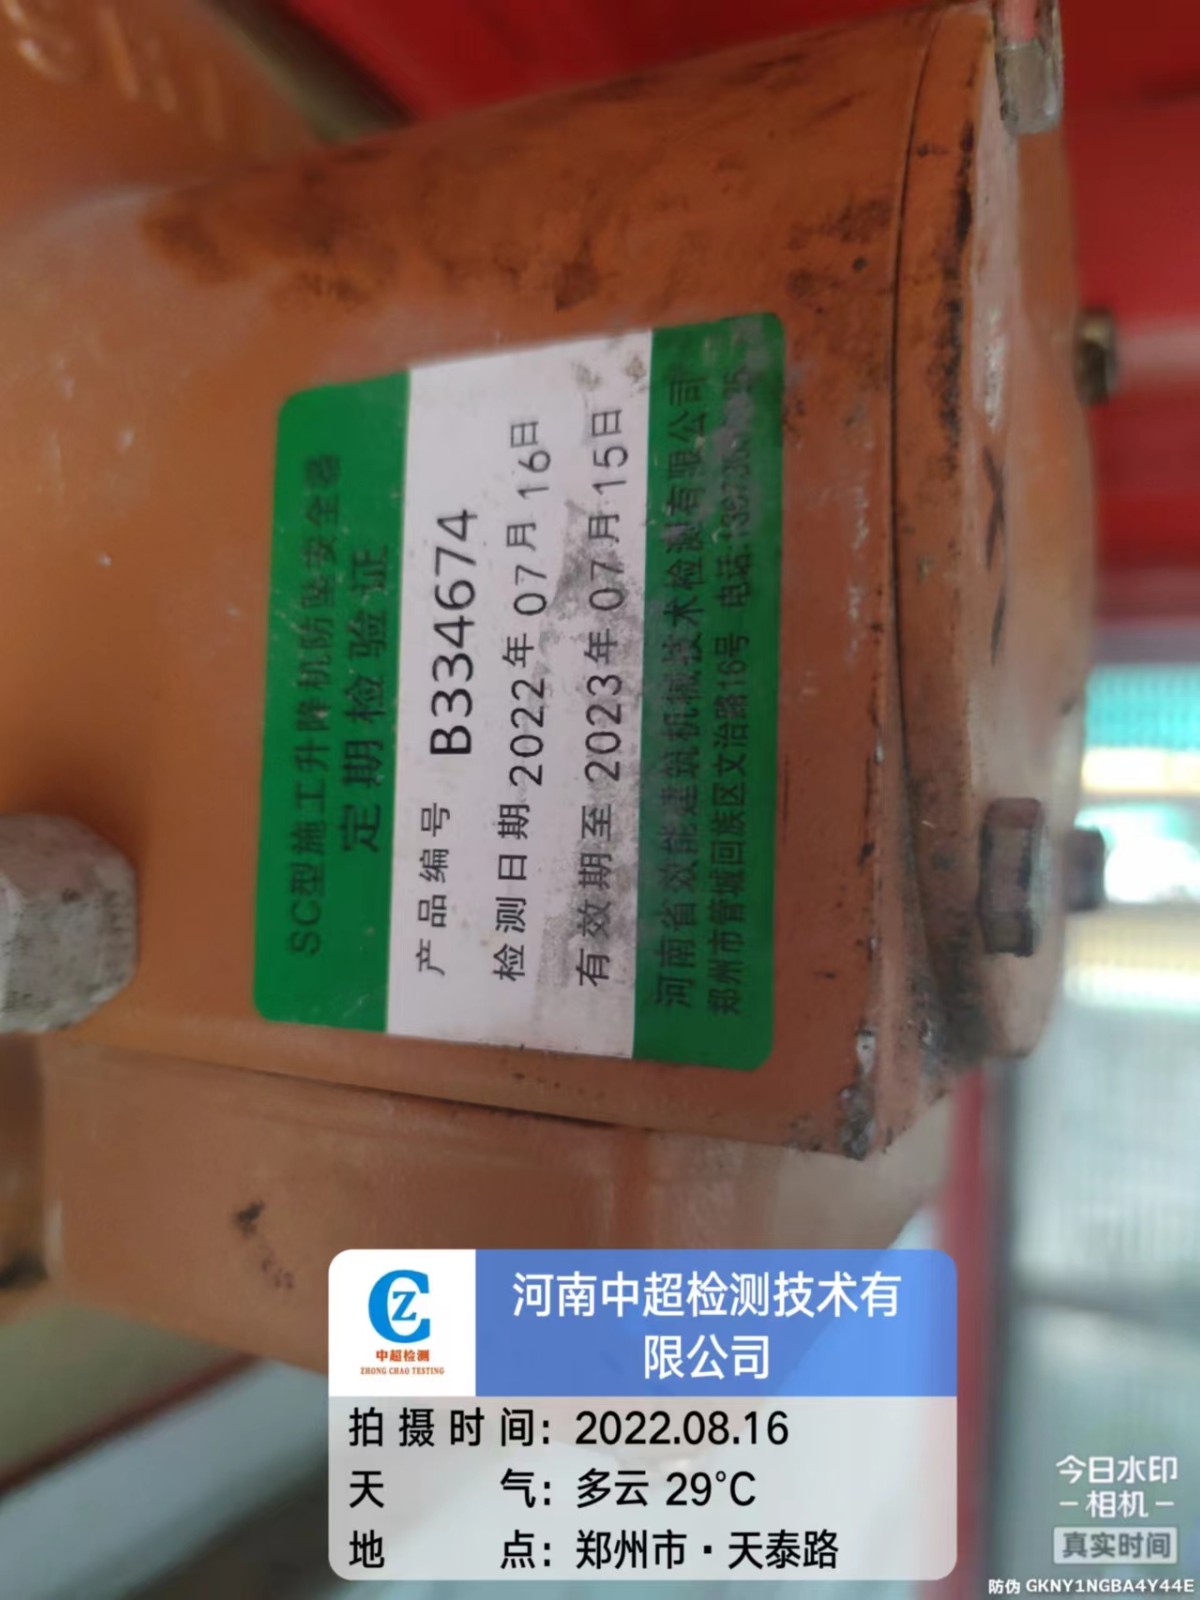 SC型施工升降机防坠安全器
定期检验证
产品编号 B334674
检测日期 2022年07月16日
有效期至 2023年07月15日
河南省效能建筑机械技术检测有限公司
郑州市管城回族区文治路16号 电话
CZ
中超检测
ZHONG CHAO TESTING
河南中超检测技术有
限公司
拍摄时间: 2022.08.16
天气: 多云 29°C
地点: 郑州市·天泰路
今日水印
-相机-
真实时间
防伪 GKNY1NGBA4Y44E